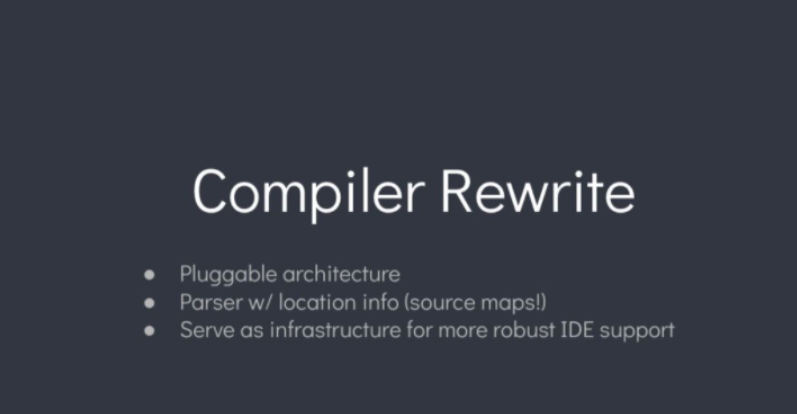 Compiler Rewrite
● Pluggable architecture
● Parser w/ location info (source maps!)
● Serve as infrastructure for more robust IDE support